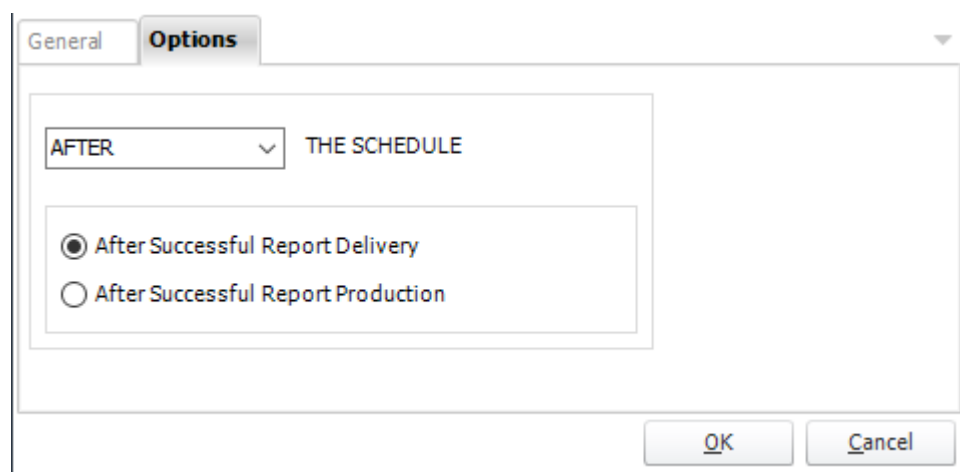 General Options
AFTER THE SCHEDULE
After Successful Report Delivery
After Successful Report Production
OK Cancel